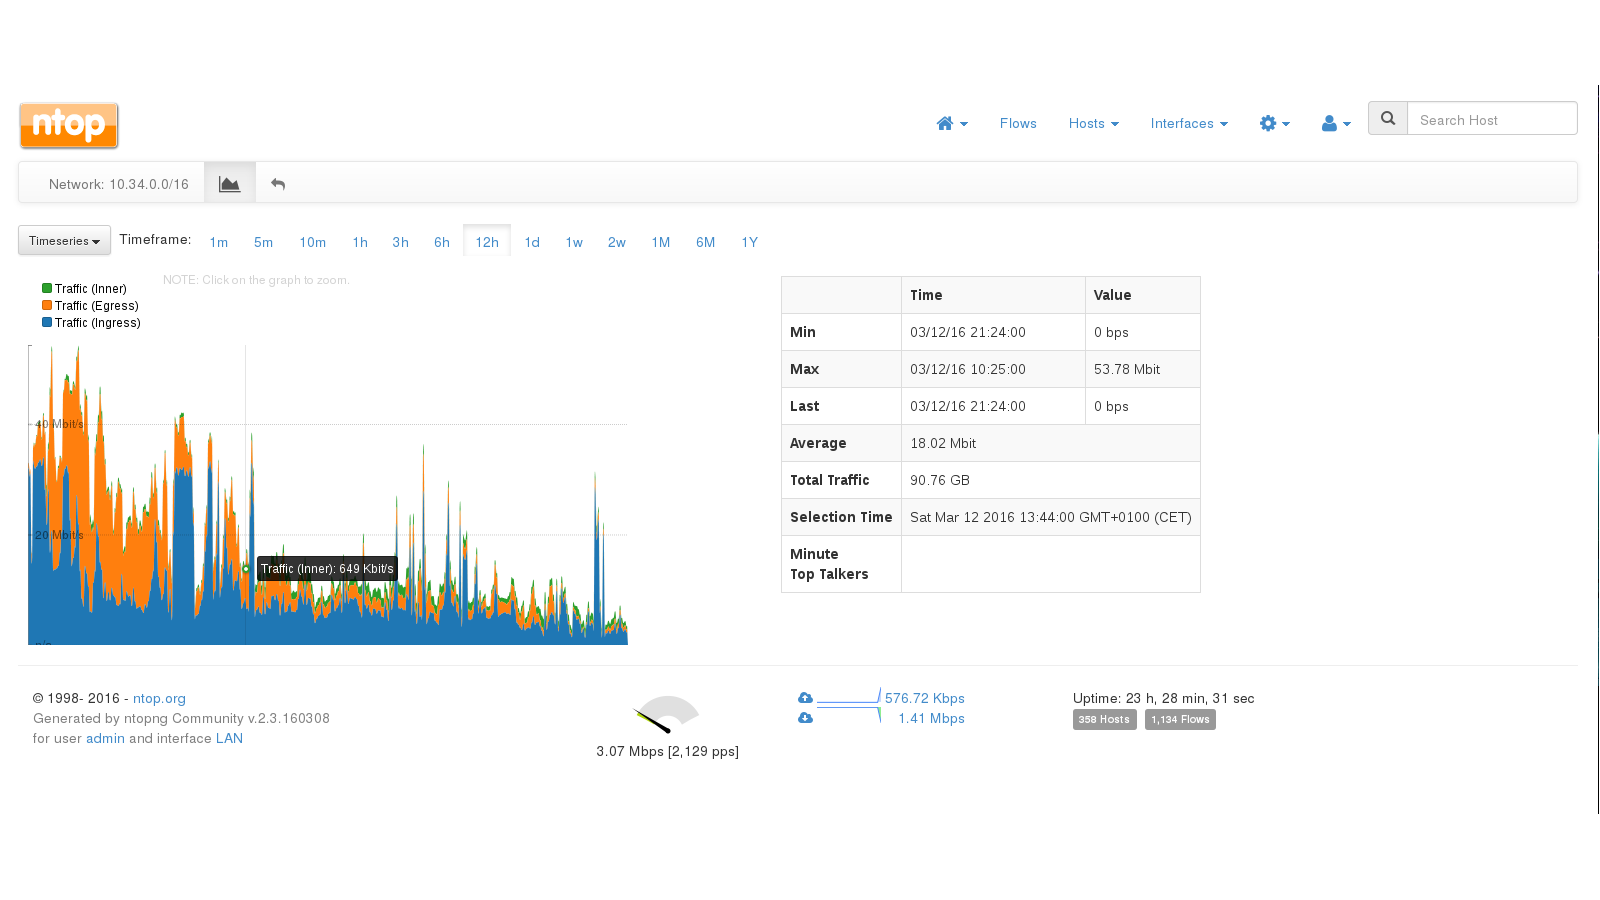 ntop
Flows Hosts Interfaces Search Host
Network: 10.34.0.0/16
Timeseries Timeframe: 1m 5m 10m 1h 3h 6h 12h 1d 1w 2w 1M 6M 1Y
NOTE: Click on the graph to zoom.
Traffic (Inner)
Traffic (Egress)
Traffic (Ingress)
40 Mbit/s
20 Mbit/s
Traffic (Inner): 649 Kbit/s
Time Value
Min 03/12/16 21:24:00 0 bps
Max 03/12/16 10:25:00 53.78 Mbit
Last 03/12/16 21:24:00 0 bps
Average 18.02 Mbit
Total Traffic 90.76 GB
Selection Time Sat Mar 12 2016 13:44:00 GMT+0100 (CET)
Minute
Top Talkers
© 1998- 2016 - ntop.org
Generated by ntopng Community v.2.3.160308
for user admin and interface LAN
3.07 Mbps [2,129 pps]
576.72 Kbps
1.41 Mbps
Uptime: 23 h, 28 min, 31 sec
358 Hosts 1,134 Flows